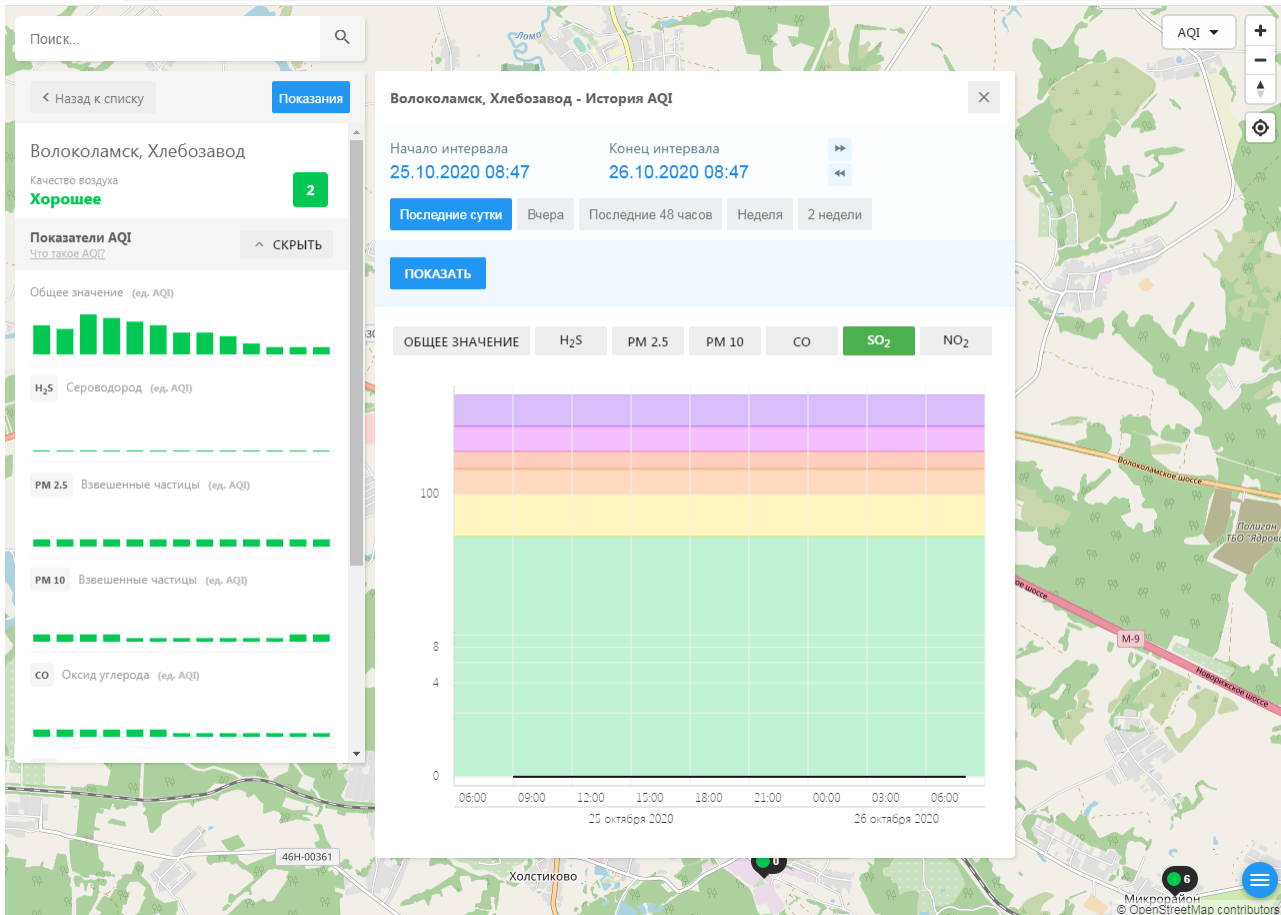 Поиск...
AQI
Назад к списку
Показания
Волоколамск, Хлебозавод
Качество воздуха
Хорошее
2
Показатели AQI
Что такое AQI?
СКРЫТЬ
Общее значение (ед. AQI)
H₂S Сероводород (ед. AQI)
PM 2.5 Взвешенные частицы (ед. AQI)
PM 10 Взвешенные частицы (ед. AQI)
CO Оксид углерода (ед. AQI)
Волоколамск, Хлебозавод - История AQI
Начало интервала
25.10.2020 08:47
Конец интервала
26.10.2020 08:47
Последние сутки
Вчера
Последние 48 часов
Неделя
2 недели
ПОКАЗАТЬ
ОБЩЕЕ ЗНАЧЕНИЕ
H₂S
PM 2.5
PM 10
CO
SO₂
NO₂
100
8
4
0
06:00 09:00 12:00 15:00 18:00 21:00 00:00 03:00 06:00
25 октября 2020 26 октября 2020
Волоколамское шоссе
Полигон
М-9
Новорижское шоссе
46Н-00361
Холстиково
0
6
Микрорайон
© OpenStreetMap contributors